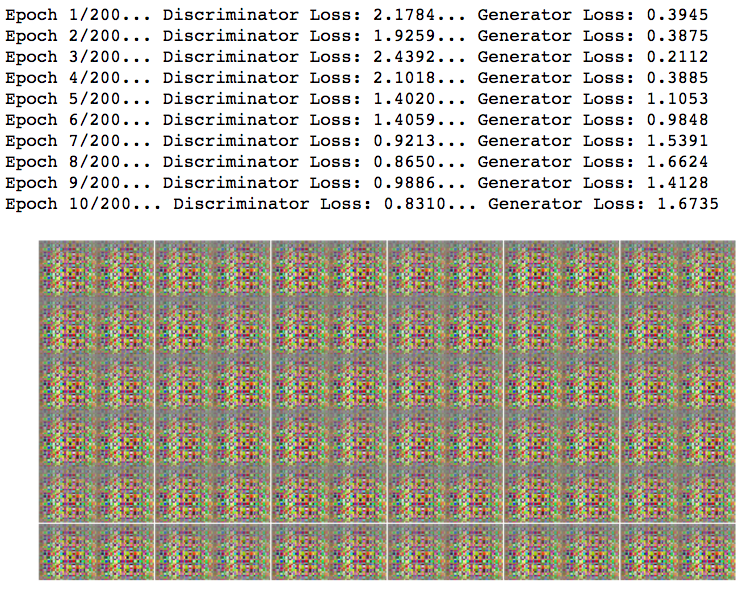 Epoch 1/200... Discriminator Loss: 2.1784... Generator Loss: 0.3945
Epoch 2/200... Discriminator Loss: 1.9259... Generator Loss: 0.3875
Epoch 3/200... Discriminator Loss: 2.4392... Generator Loss: 0.2112
Epoch 4/200... Discriminator Loss: 2.1018... Generator Loss: 0.3885
Epoch 5/200... Discriminator Loss: 1.4020... Generator Loss: 1.1053
Epoch 6/200... Discriminator Loss: 1.4059... Generator Loss: 0.9848
Epoch 7/200... Discriminator Loss: 0.9213... Generator Loss: 1.5391
Epoch 8/200... Discriminator Loss: 0.8650... Generator Loss: 1.6624
Epoch 9/200... Discriminator Loss: 0.9886... Generator Loss: 1.4128
Epoch 10/200... Discriminator Loss: 0.8310... Generator Loss: 1.6735